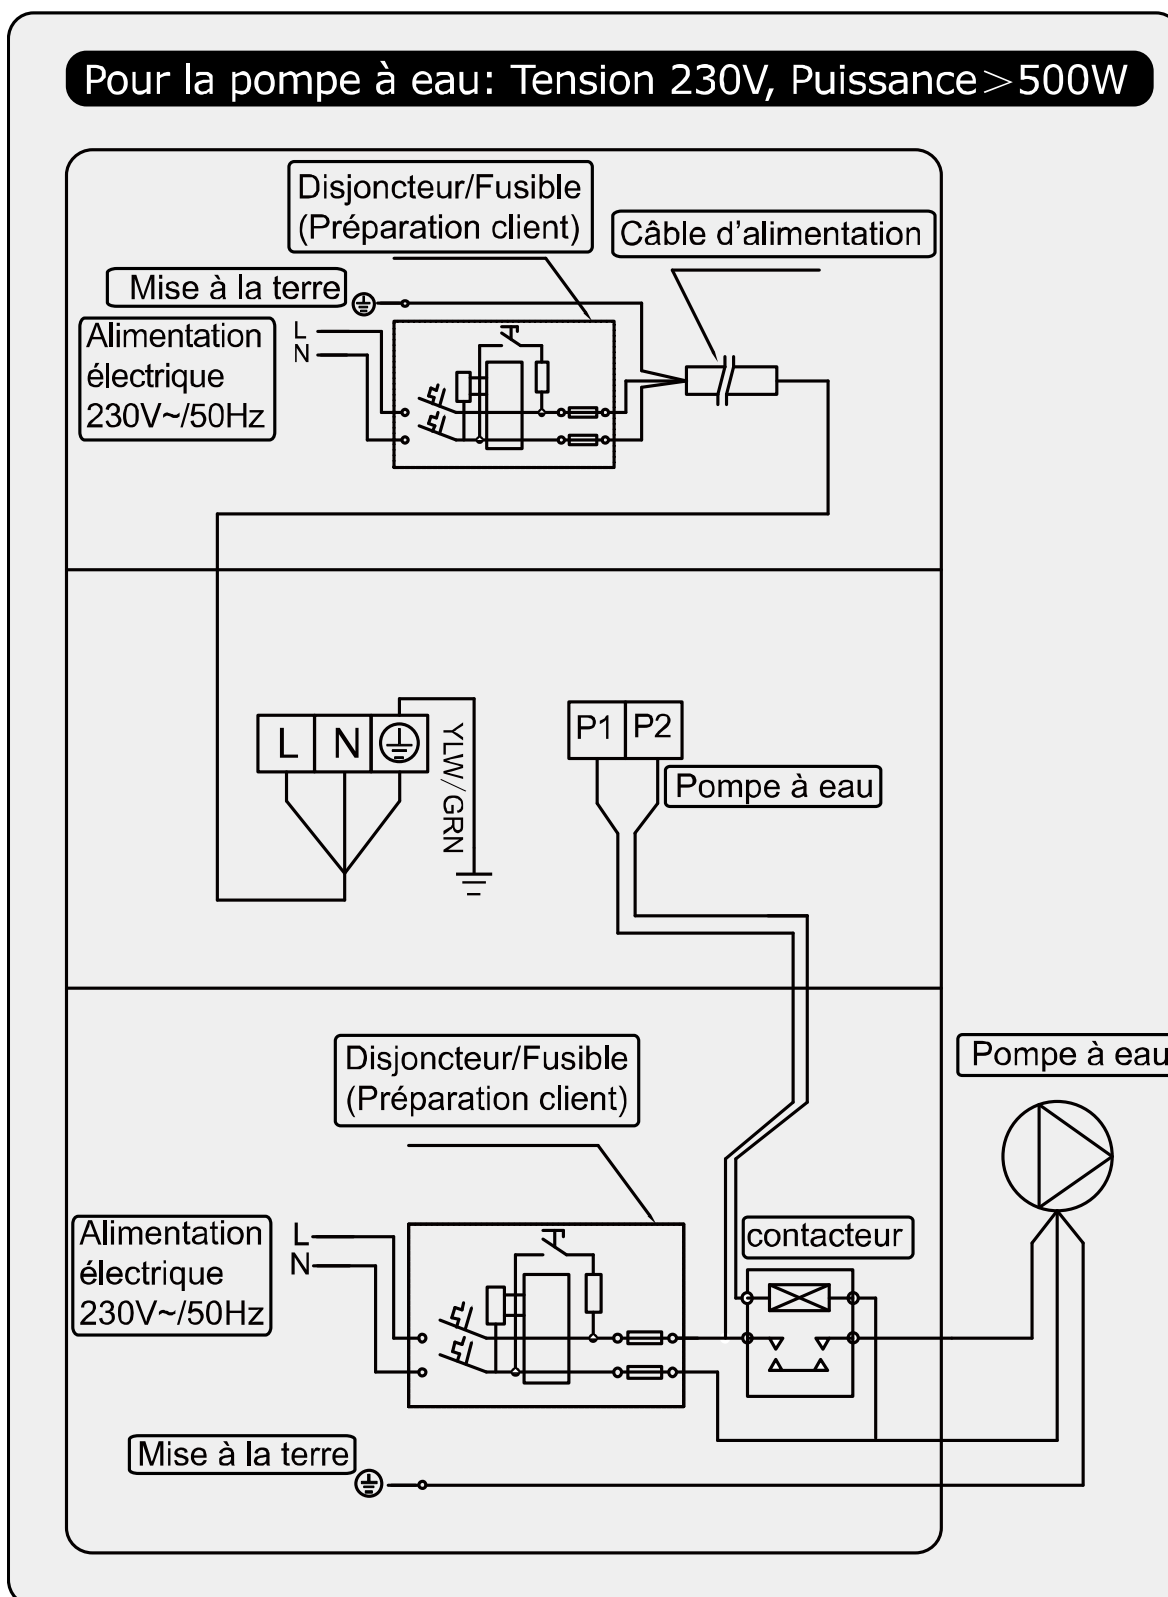 Pour la pompe à eau: Tension 230V, Puissance>500W
Disjoncteur/Fusible
(Préparation client)
Câble d'alimentation
Mise à la terre
Alimentation
électrique
230V~/50Hz
L
N
L N
YLW/GRN
P1 P2
Pompe à eau
Disjoncteur/Fusible
(Préparation client)
Pompe à eau
Alimentation
électrique
230V~/50Hz
L
N
contacteur
Mise à la terre